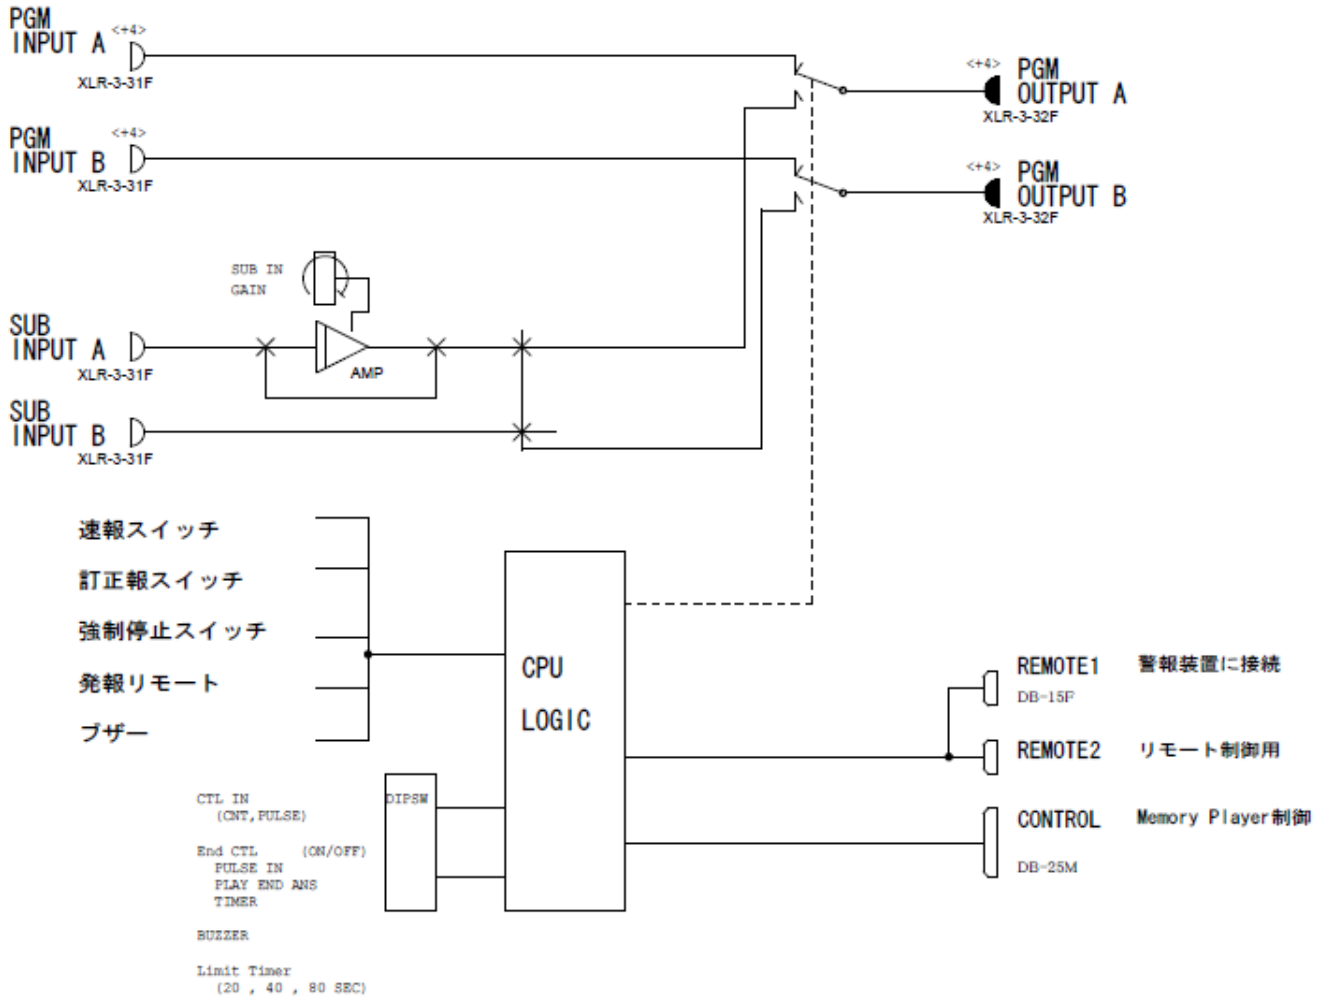 PGM
INPUT A
<+4>
XLR-3-31F
<+4>
PGM
OUTPUT A
XLR-3-32F
PGM
INPUT B
<+4>
XLR-3-31F
<+4>
PGM
OUTPUT B
XLR-3-32F
SUB IN
GAIN
SUB
INPUT A
XLR-3-31F
AMP
SUB
INPUT B
XLR-3-31F
速報スイッチ
訂正報スイッチ
強制停止スイッチ
発報リモート
ブザー
CPU
LOGIC
REMOTE1 警報装置に接続
DB-15F
REMOTE2 リモート制御用
CONTROL Memory Player制御
DB-25M
DIPSW
CTL IN
(CNT,PULSE)
End CTL (ON/OFF)
PULSE IN
PLAY END ANS
TIMER
BUZZER
Limit Timer
(20 , 40 , 80 SEC)